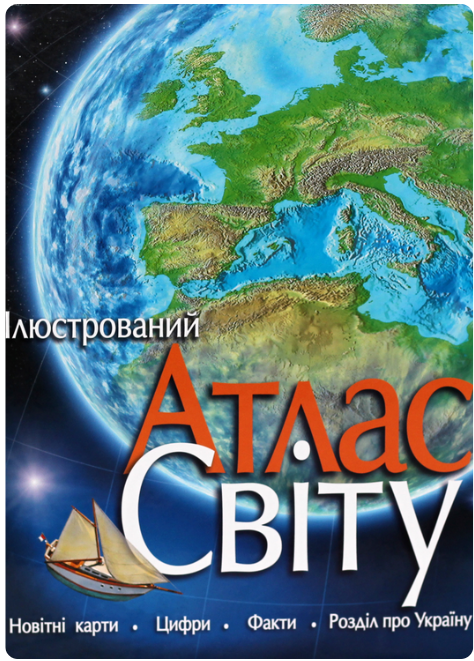 Ілюстрований
Атлас
Світу
Новітні карти • Цифри • Факти • Розділ про Україну